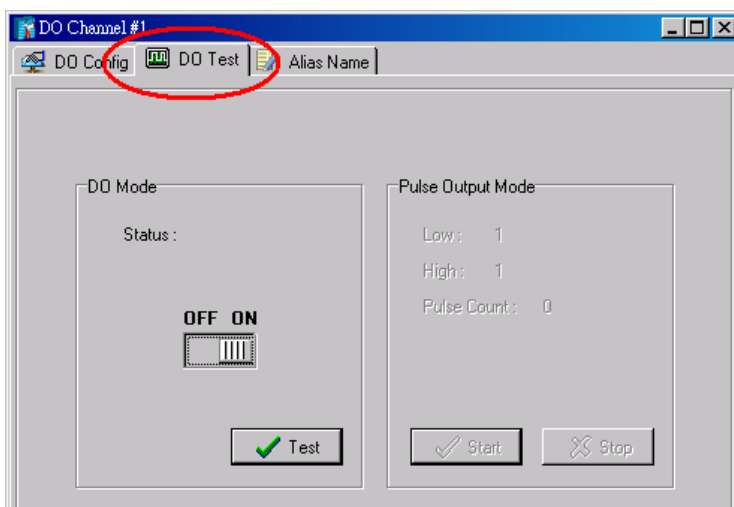 DO Channel #1
DO Config DO Test Alias Name
DO Mode
Status :
OFF ON
Test
Pulse Output Mode
Low : 1
High : 1
Pulse Count : 0
Start Stop